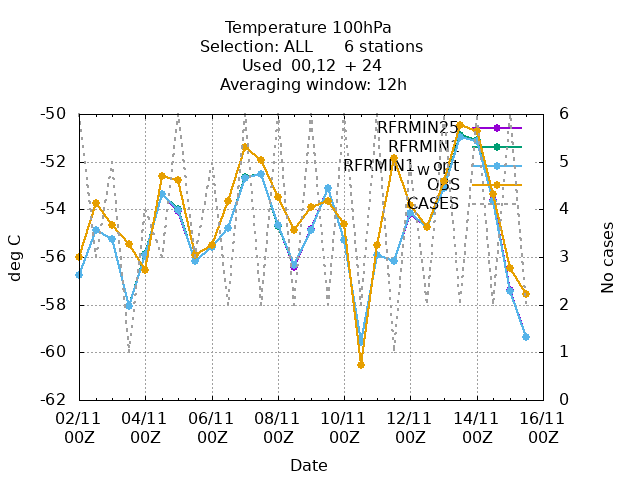 Temperature 100hPa
Selection: ALL 6 stations
Used 00,12 + 24
Averaging window: 12h
-50 6
RFRMIN25
RFRMIN1
-52 RFRMIN1_w_opt 5
OBS
CASES
-54 4
-56 3
-58 2
-60 1
-62 0
deg C
No cases
02/11 04/11 06/11 08/11 10/11 12/11 14/11 16/11
00Z 00Z 00Z 00Z 00Z 00Z 00Z 00Z
Date